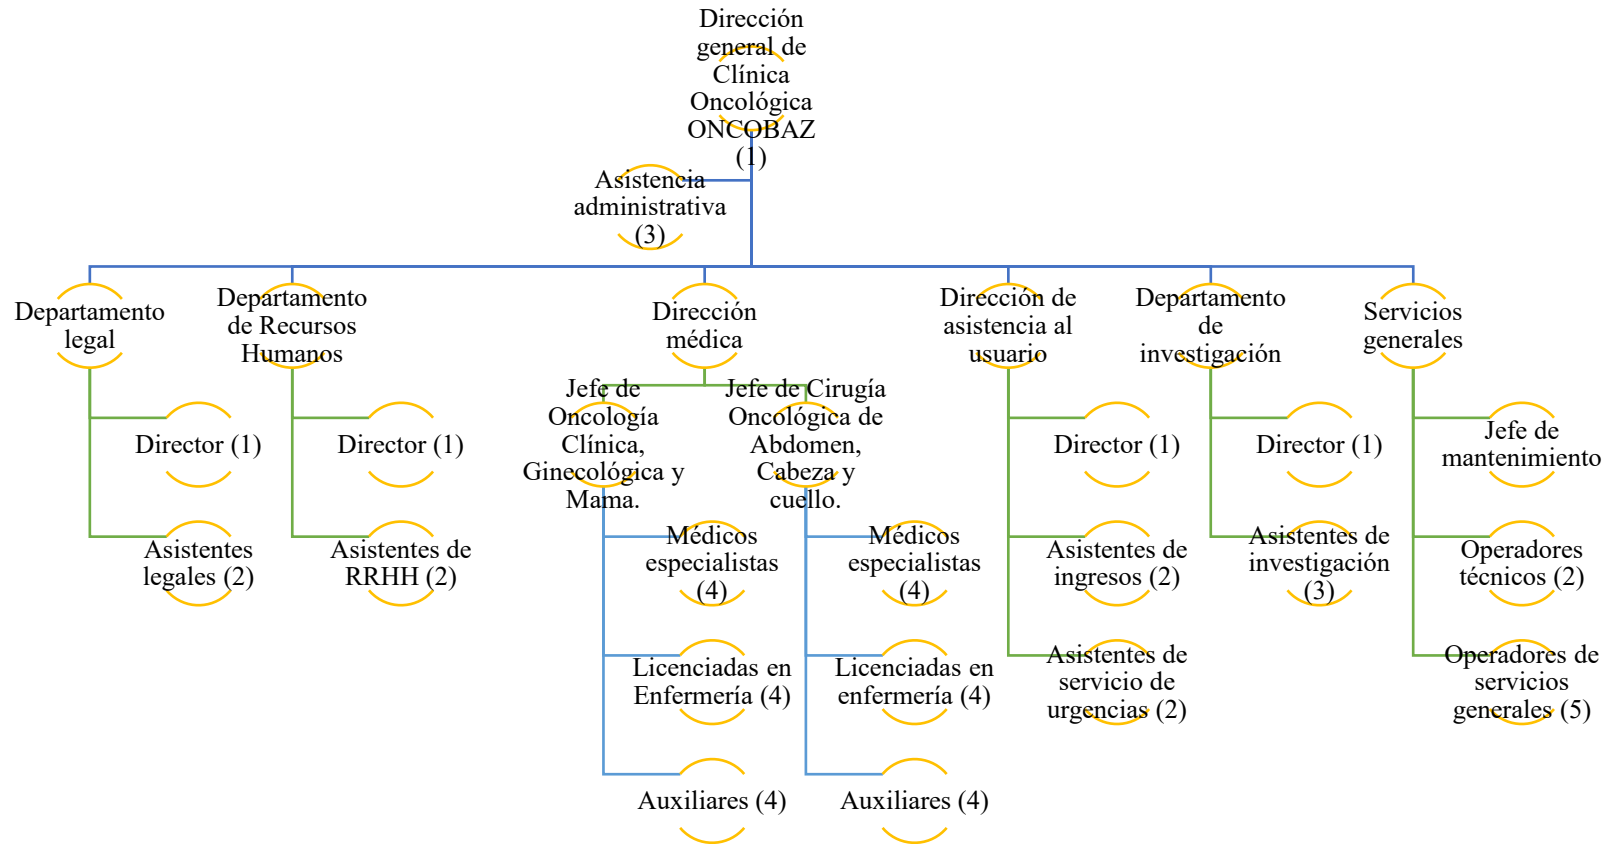 Dirección
general de
Clínica
Oncológica
ONCOBAZ
(1)
Asistencia
administrativa
(3)
Departamento
legal
Departamento
de Recursos
Humanos
Dirección
médica
Dirección de
asistencia al
usuario
Departamento
de
investigación
Servicios
generales
Director (1)
Asistentes
legales (2)
Director (1)
Asistentes de
RRHH (2)
Jefe de
Oncología
Clínica,
Ginecológica y
Mama.
Médicos
especialistas
(4)
Licenciadas en
Enfermería (4)
Auxiliares (4)
Jefe de Cirugía
Oncológica de
Abdomen,
Cabeza y
cuello.
Médicos
especialistas
(4)
Licenciadas en
enfermería (4)
Auxiliares (4)
Director (1)
Asistentes de
ingresos (2)
Asistentes de
servicio de
urgencias (2)
Director (1)
Asistentes de
investigación
(3)
Jefe de
mantenimiento
Operadores
técnicos (2)
Operadores de
servicios
generales (5)